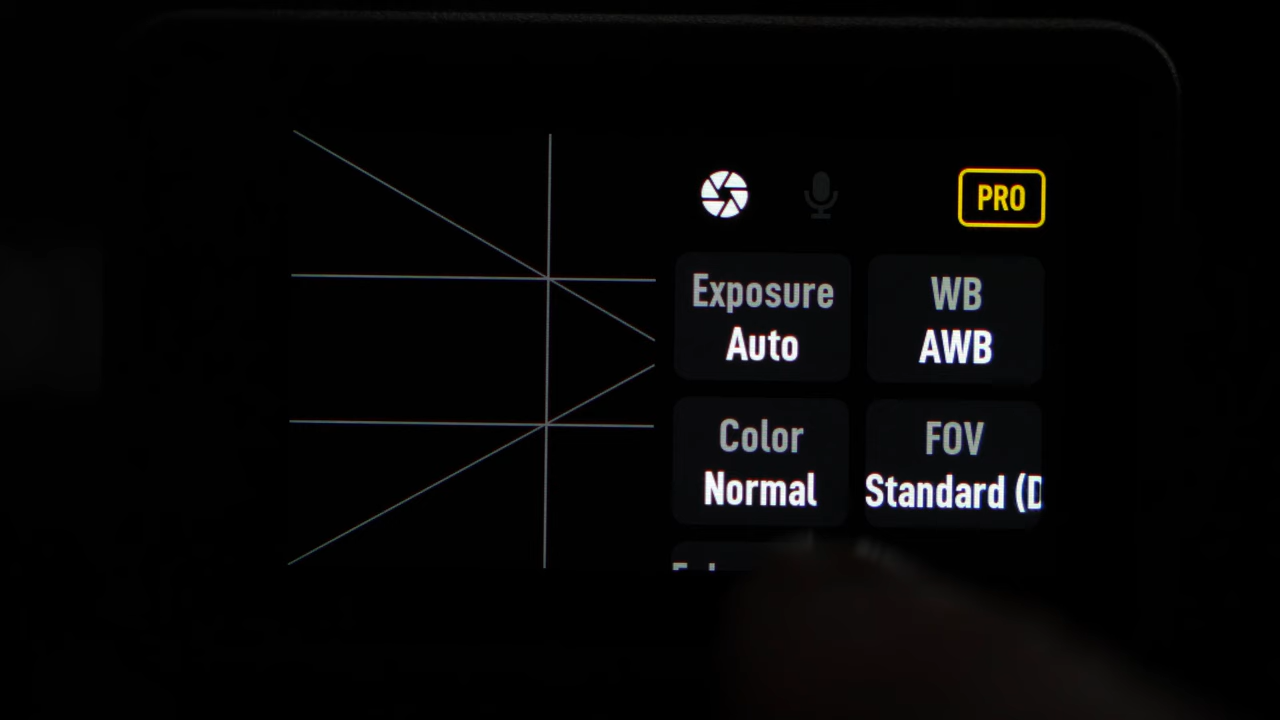 PRO
Exposure
Auto
WB
AWB
Color
Normal
FOV
Standard (D